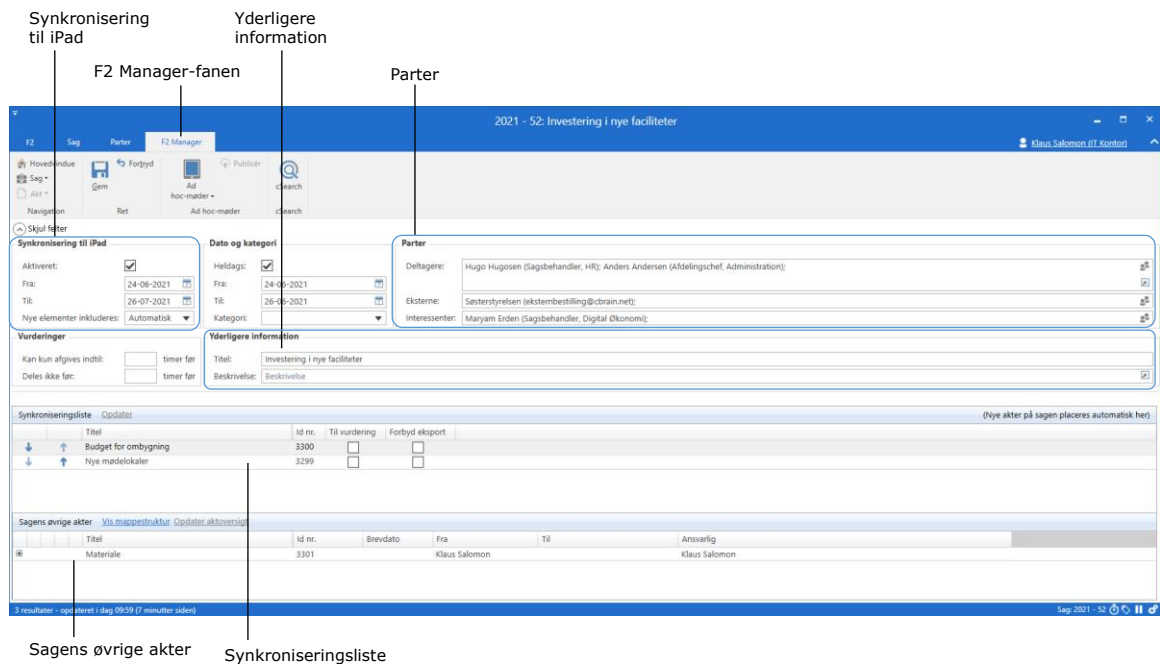 Synkronisering
til iPad
Yderligere
information
F2 Manager-fanen
Parter
2021 - 52: Investering i nye faciliteter
F2 Sag Parter F2 Manager Klaus Salomon (IT Kontor)
Hovedvindue Fortryd Publicér
Sag Gem Ad hoc-møder cSearch
Akt
Navigation Ret Ad hoc-møder cSearch
Skjul felter
Synkronisering til iPad Dato og kategori Parter
Aktiveret: Heldags: Deltagere: Hugo Hugosen (Sagsbehandler, HR); Anders Andersen (Afdelingschef, Administration);
Fra: 24-06-2021 Fra: 24-06-2021
Til: 26-07-2021 Til: 26-06-2021 Eksterne: Søsterstyrelsen (eksternbestilling@cbrain.net);
Nye elementer inkluderes: Automatisk Kategori: Interessenter: Maryam Erden (Sagsbehandler, Digital Økonomi);
Vurderinger Yderligere information
Kan kun afgives indtil: timer før Titel: Investering i nye faciliteter
Deles ikke før: timer før Beskrivelse: Beskrivelse
Synkroniseringsliste Opdater (Nye akter på sagen placeres automatisk her)
Titel Id nr. Til vurdering Forbyd eksport
Budget for ombygning 3300
Nye mødelokaler 3299
Sagens øvrige akter Vis mappestruktur Opdater aktoversigt
Titel Id nr. Brevdato Fra Til Ansvarlig
Materiale 3301 Klaus Salomon Klaus Salomon
3 resultater - opdateret i dag 09:59 (7 minutter siden) Sag: 2021 - 52
Sagens øvrige akter
Synkroniseringsliste